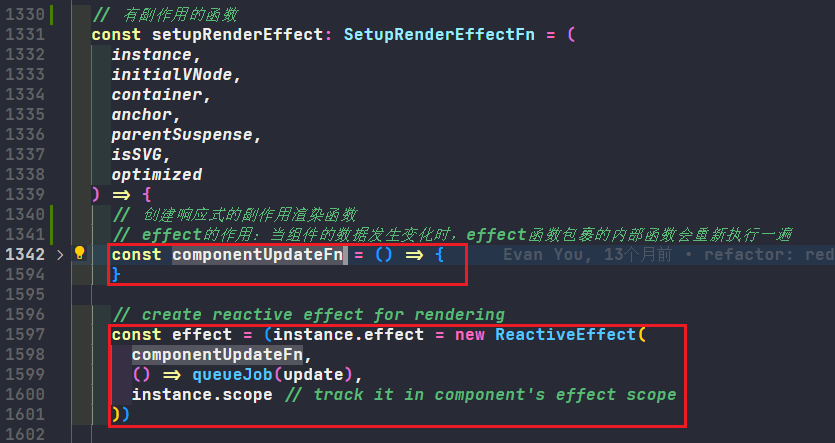 1330 // 有副作用的函数
1331 const setupRenderEffect: SetupRenderEffectFn = (
1332 instance,
1333 initialVNode,
1334 container,
1335 anchor,
1336 parentSuspense,
1337 isSVG,
1338 optimized
1339 ) => {
1340 // 创建响应式的副作用渲染函数
1341 // effect的作用: 当组件的数据发生变化时，effect函数包裹的内部函数会重新执行一遍
1342 const componentUpdateFn = () => { Evan You, 13个月前 • refactor: red
1594 }
1595
1596 // create reactive effect for rendering
1597 const effect = (instance.effect = new ReactiveEffect(
1598 componentUpdateFn,
1599 () => queueJob(update),
1600 instance.scope // track it in component's effect scope
1601 ))
1602